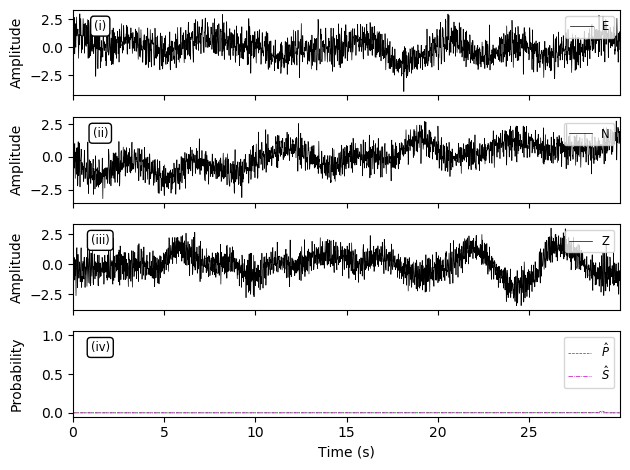 2.5
0.0
−2.5
Amplitude
(i)
E
2.5
0.0
−2.5
Amplitude
(ii)
N
2.5
0.0
−2.5
Amplitude
(iii)
Z
1.0
0.5
0.0
Probability
(iv)
P̂
Ŝ
0 5 10 15 20 25
Time (s)